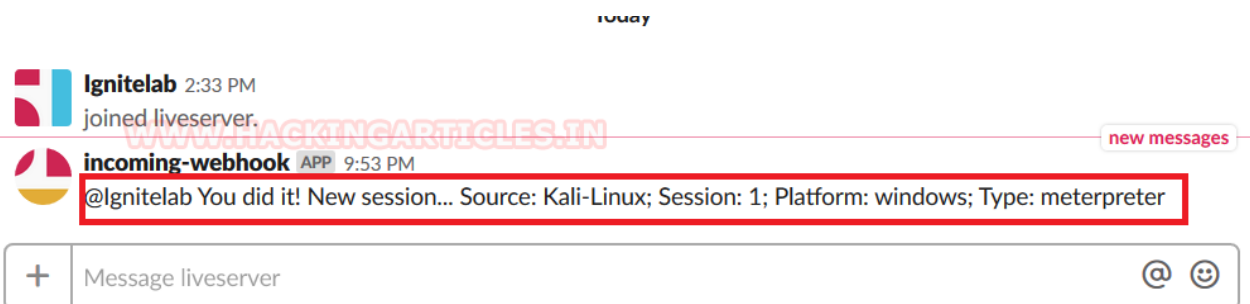 Today
Ignitelab 2:33 PM
joined liveserver.
WWW.HACKINGARTICLES.IN
new messages
incoming-webhook APP 9:53 PM
@Ignitelab You did it! New session... Source: Kali-Linux; Session: 1; Platform: windows; Type: meterpreter
+ Message liveserver @